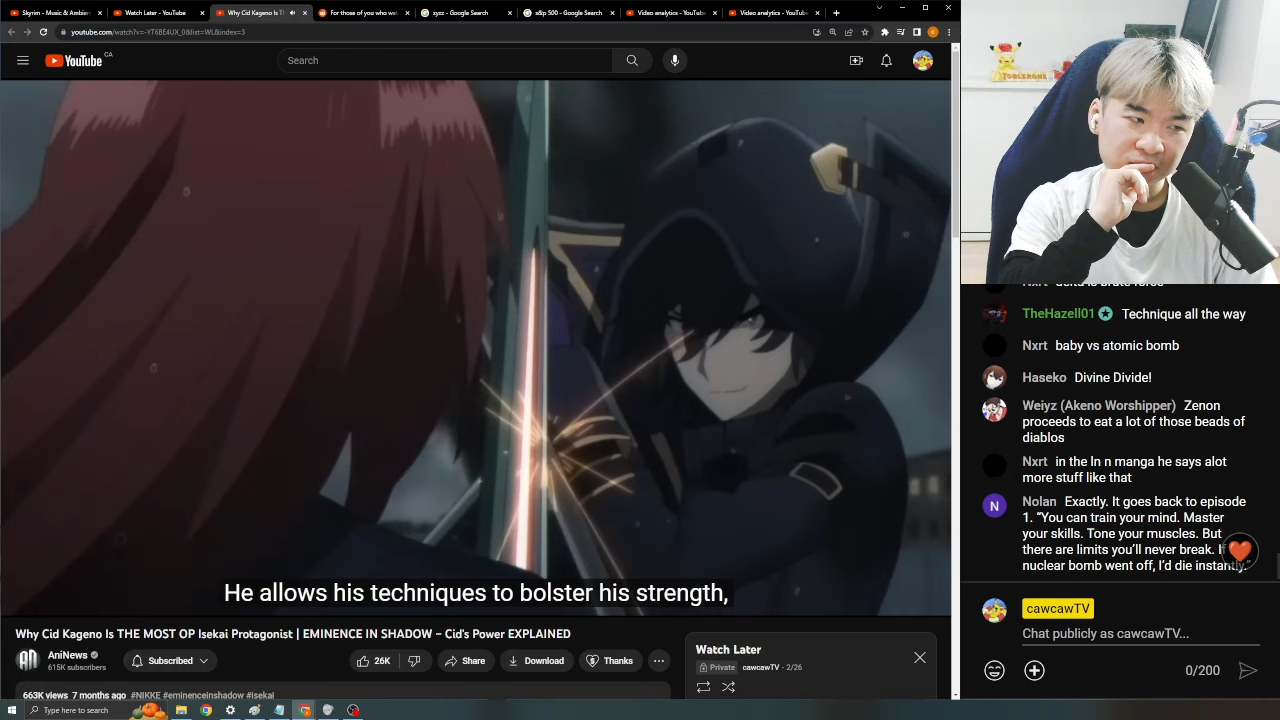 Skyrim - Music & Ambien
Watch Later - YouTube
Why Cid Kageno Is T
For those of you who wa
zyzz - Google Search
s&p 500 - Google Search
Video analytics - YouTub
Video analytics - YouTub
youtube.com/watch?v=-YT6BE4UX_0&list=WL&index=3
YouTube CA
Search
He allows his techniques to bolster his strength,
Why Cid Kageno Is THE MOST OP Isekai Protagonist | EMINENCE IN SHADOW – Cid's Power EXPLAINED
AniNews
615K subscribers
Subscribed
26K
Share
Download
Thanks
663K views 7 months ago #NIKKE #eminenceinshadow #isekai
Watch Later
Private cawcawTV - 2/26
Type here to search
TOBLERONE
TheHazell01 Technique all the way
Nxrt baby vs atomic bomb
Haseko Divine Divide!
Weiyz (Akeno Worshipper) Zenon
proceeds to eat a lot of those beads of
diablos
Nxrt in the ln n manga he says alot
more stuff like that
N
Nolan Exactly. It goes back to episode
1. “You can train your mind. Master
your skills. Tone your muscles. But
there are limits you’ll never break. If
nuclear bomb went off, I’d die instantly.”
cawcawTV
Chat publicly as cawcawTV...
0/200